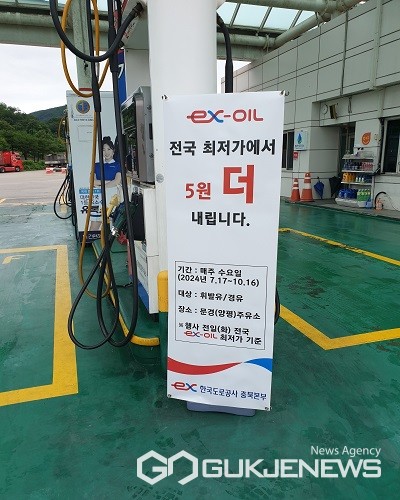 ex-OIL
전국 최저가에서
5원 더
내립니다.
기간 : 매주 수요일
(2024년 7.17~10.16)
대상 : 휘발유/경유
장소 : 문경(양평)주유소
※행사 전일(화) 전국
ex-OIL 최저가 기준
ex 한국도로공사 충북본부
News Agency
GUKJENEWS